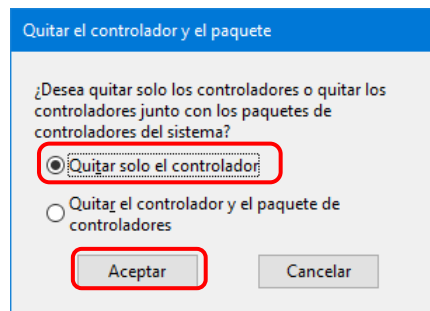 Quitar el controlador y el paquete
¿Desea quitar solo los controladores o quitar los
controladores junto con los paquetes de
controladores del sistema?
Quitar solo el controlador
Quitar el controlador y el paquete de
controladores
Aceptar
Cancelar